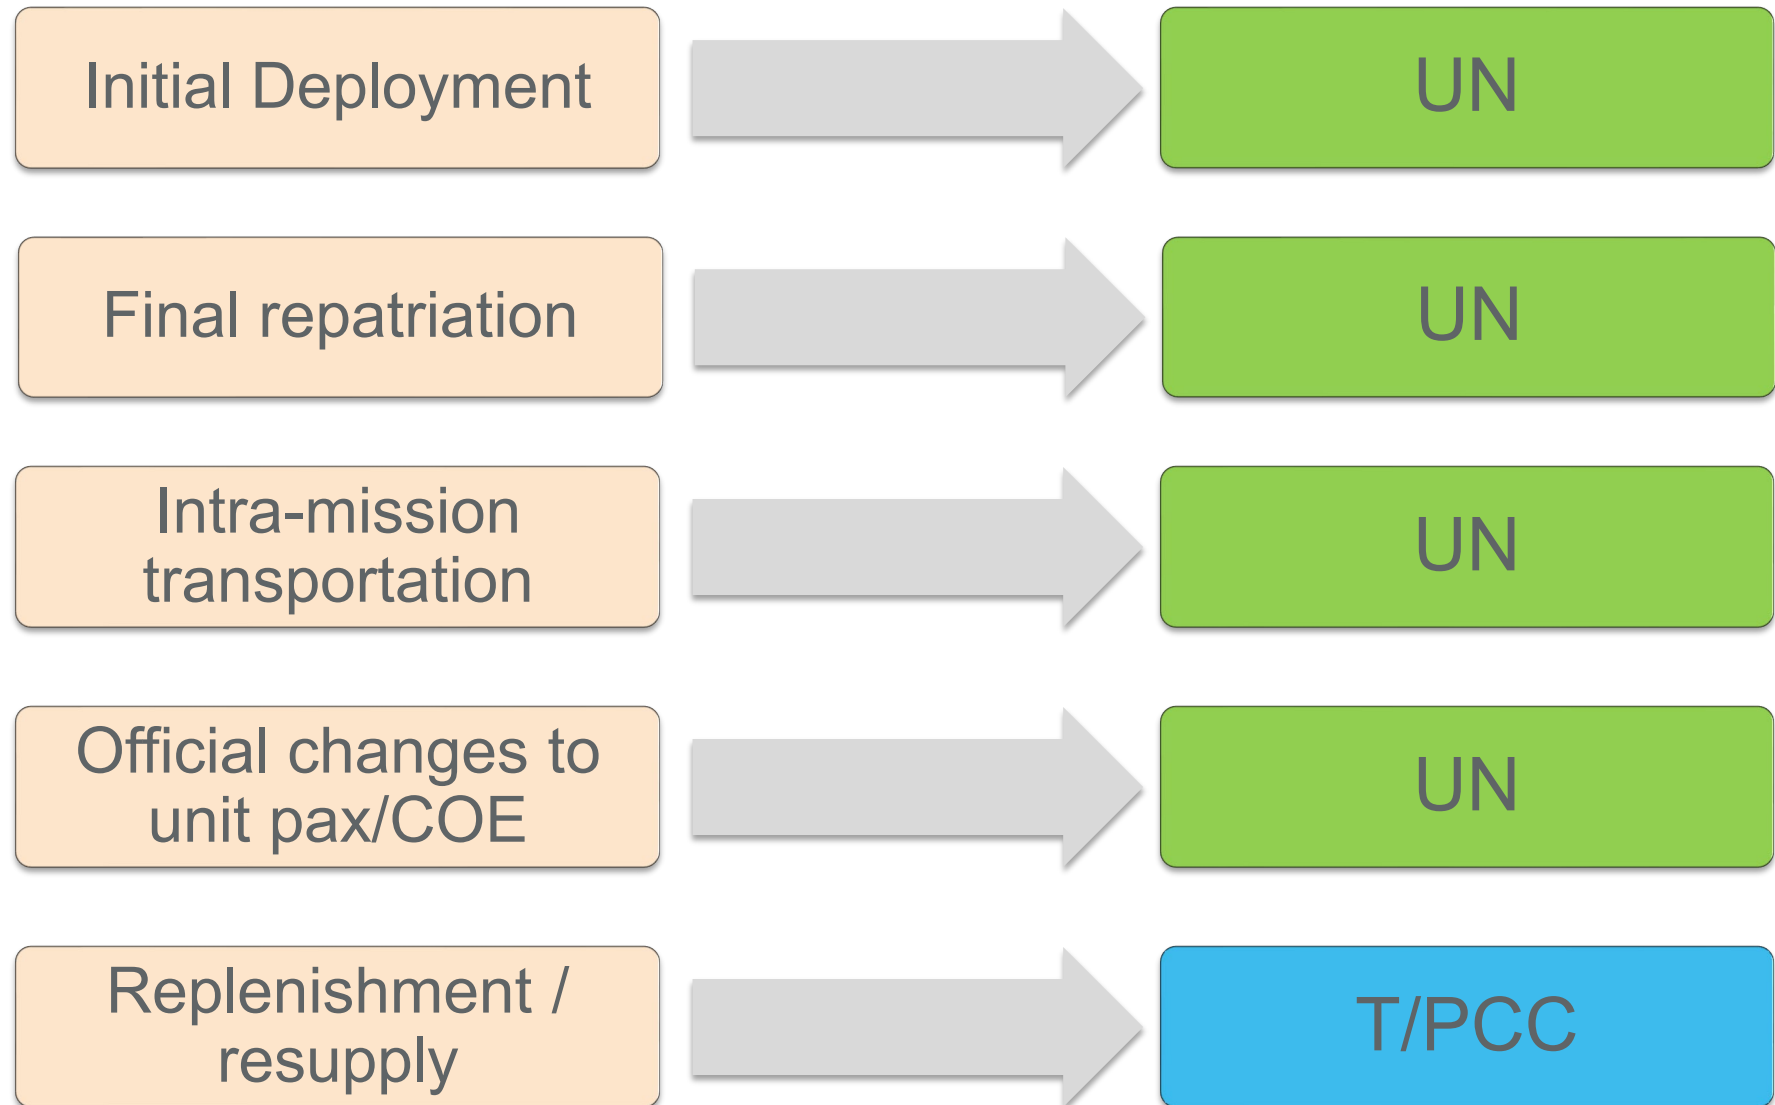 Initial Deployment
UN
Final repatriation
UN
Intra-mission
transportation
UN
Official changes to
unit pax/COE
UN
Replenishment /
resupply
T/PCC